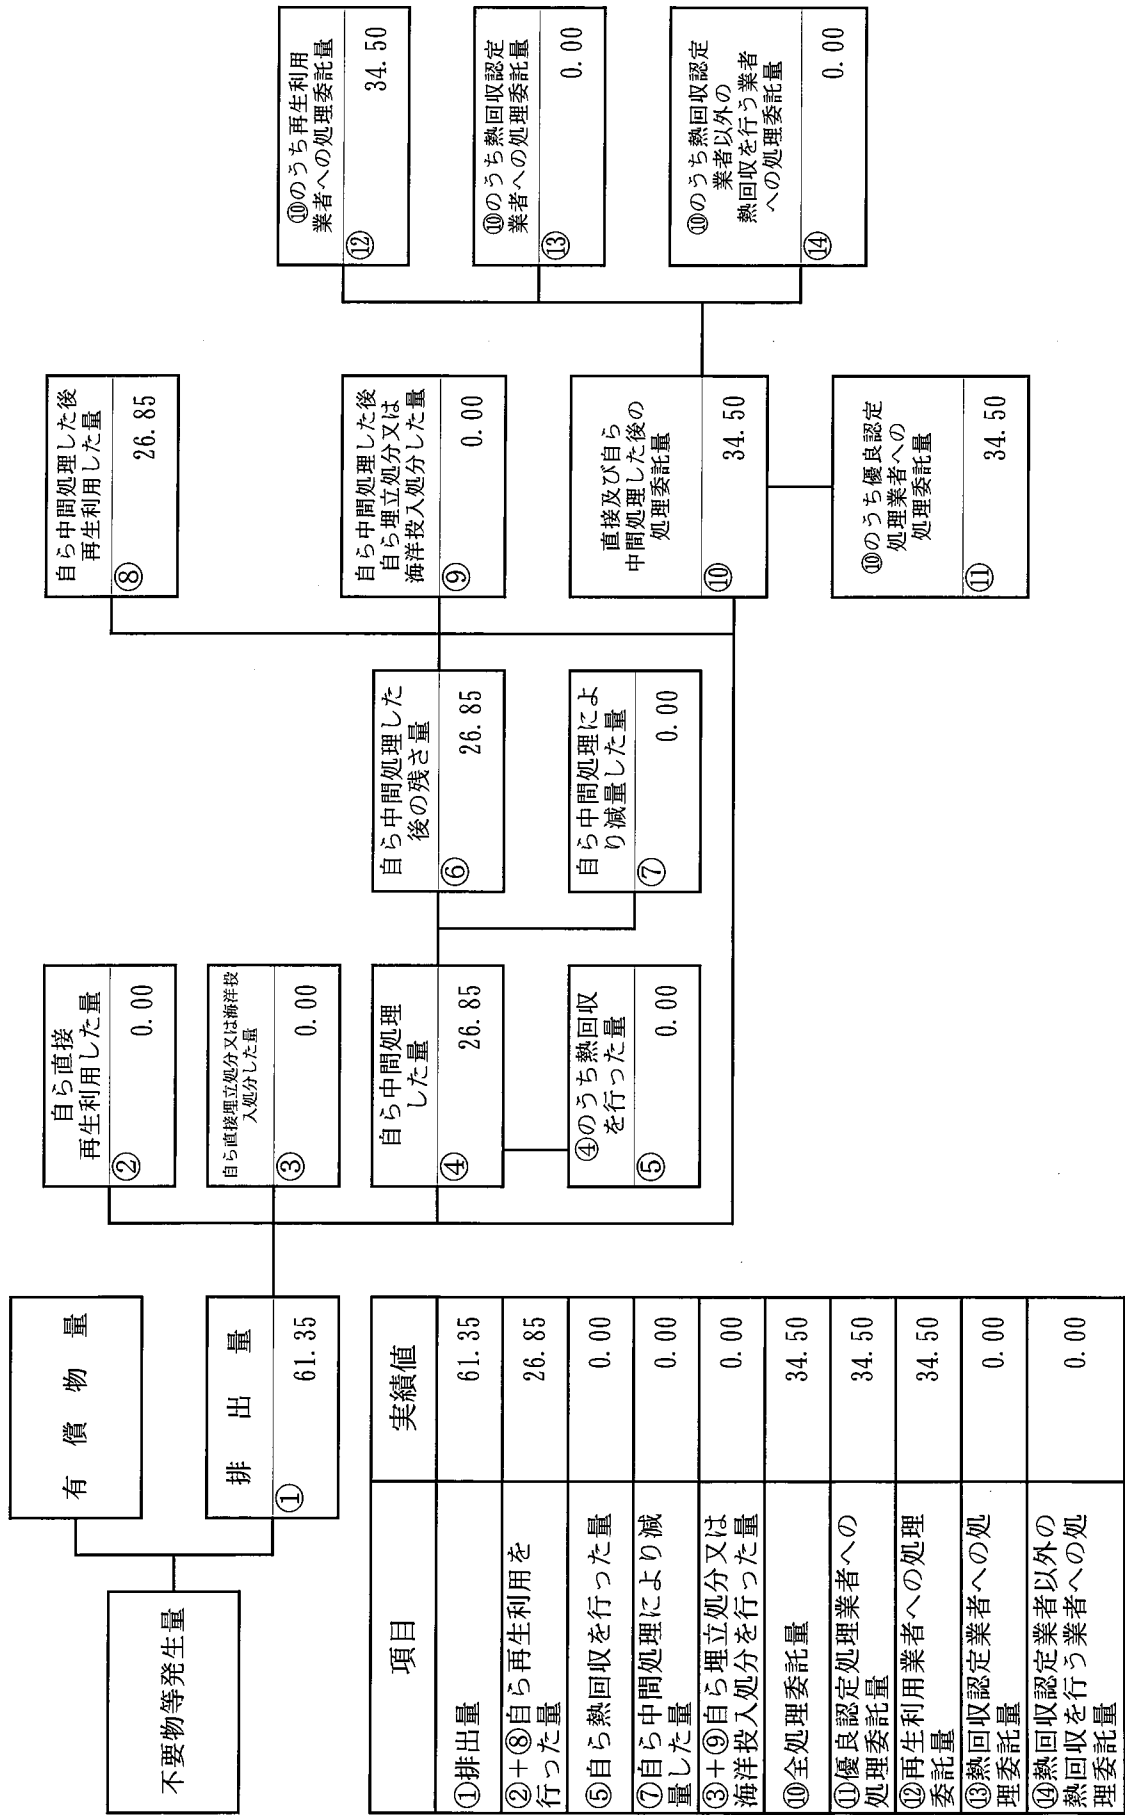 不要物等発生量
有償物量
排出量
①
61.35
自ら直接
再生利用した量
②
0.00
自ら直接埋立処分又は海洋投
入処分した量
③
0.00
自ら中間処理
した量
④
26.85
④のうち熱回収
を行った量
⑤
0.00
自ら中間処理した
後の残さ量
⑥
26.85
自ら中間処理によ
り減量した量
⑦
0.00
自ら中間処理した後
再生利用した量
⑧
26.85
自ら中間処理した後
自ら埋立処分又は
海洋投入処分した量
⑨
0.00
直接及び自ら
中間処理した後の
処理委託量
⑩
34.50
⑩のうち優良認定
処理業者への
処理委託量
⑪
34.50
⑩のうち再生利用
業者への処理委託量
⑫
34.50
⑩のうち熱回収認定
業者への処理委託量
⑬
0.00
⑩のうち熱回収認定
業者以外の
熱回収を行う業者
への処理委託量
⑭
0.00
項目 実績値
①排出量 61.35
②+⑧自ら再生利用を
行った量 26.85
⑤自ら熱回収を行った量 0.00
⑦自ら中間処理により減
量した量 0.00
③+⑨自ら埋立処分又は
海洋投入処分を行った量 0.00
⑩全処理委託量 34.50
⑪優良認定処理業者への
処理委託量 34.50
⑫再生利用業者への処理
委託量 34.50
⑬熱回収認定業者への処
理委託量 0.00
⑭熱回収認定業者以外の
熱回収を行う業者への処
理委託量 0.00